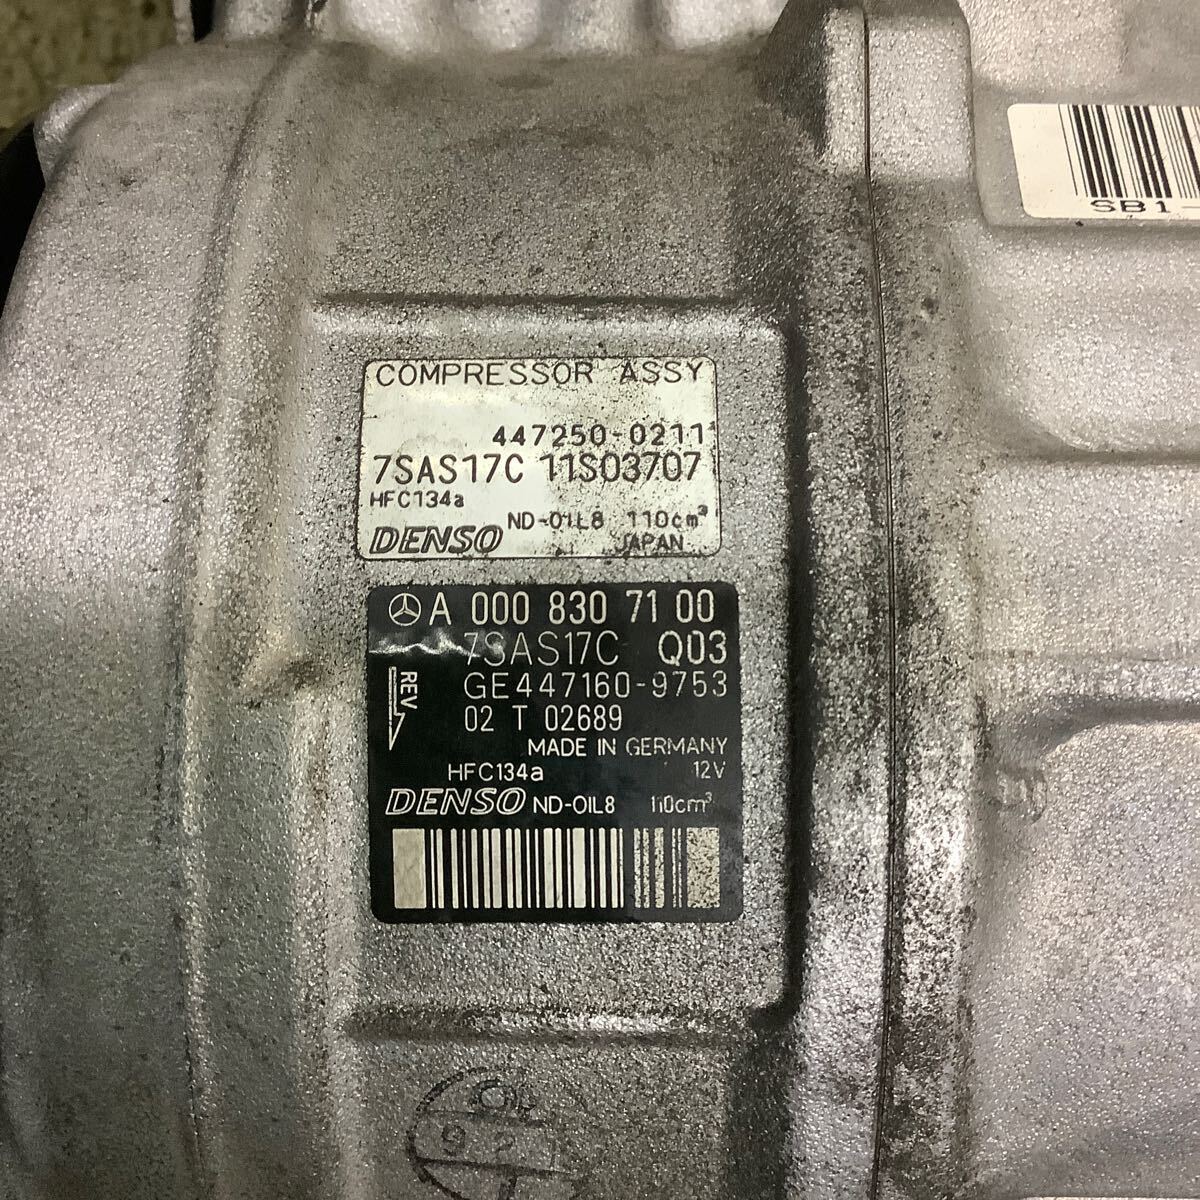 SB1-
COMPRESSOR ASSY
447250-0211
7SAS17C 11S03707
HFC134a
ND-OIL8 110cm³
DENSO JAPAN
A 000 830 71 00
7SAS17C Q03
REV
GE447160-9753
02 T 02689
MADE IN GERMANY
HFC134a 12V
DENSO ND-OIL8 110cm³